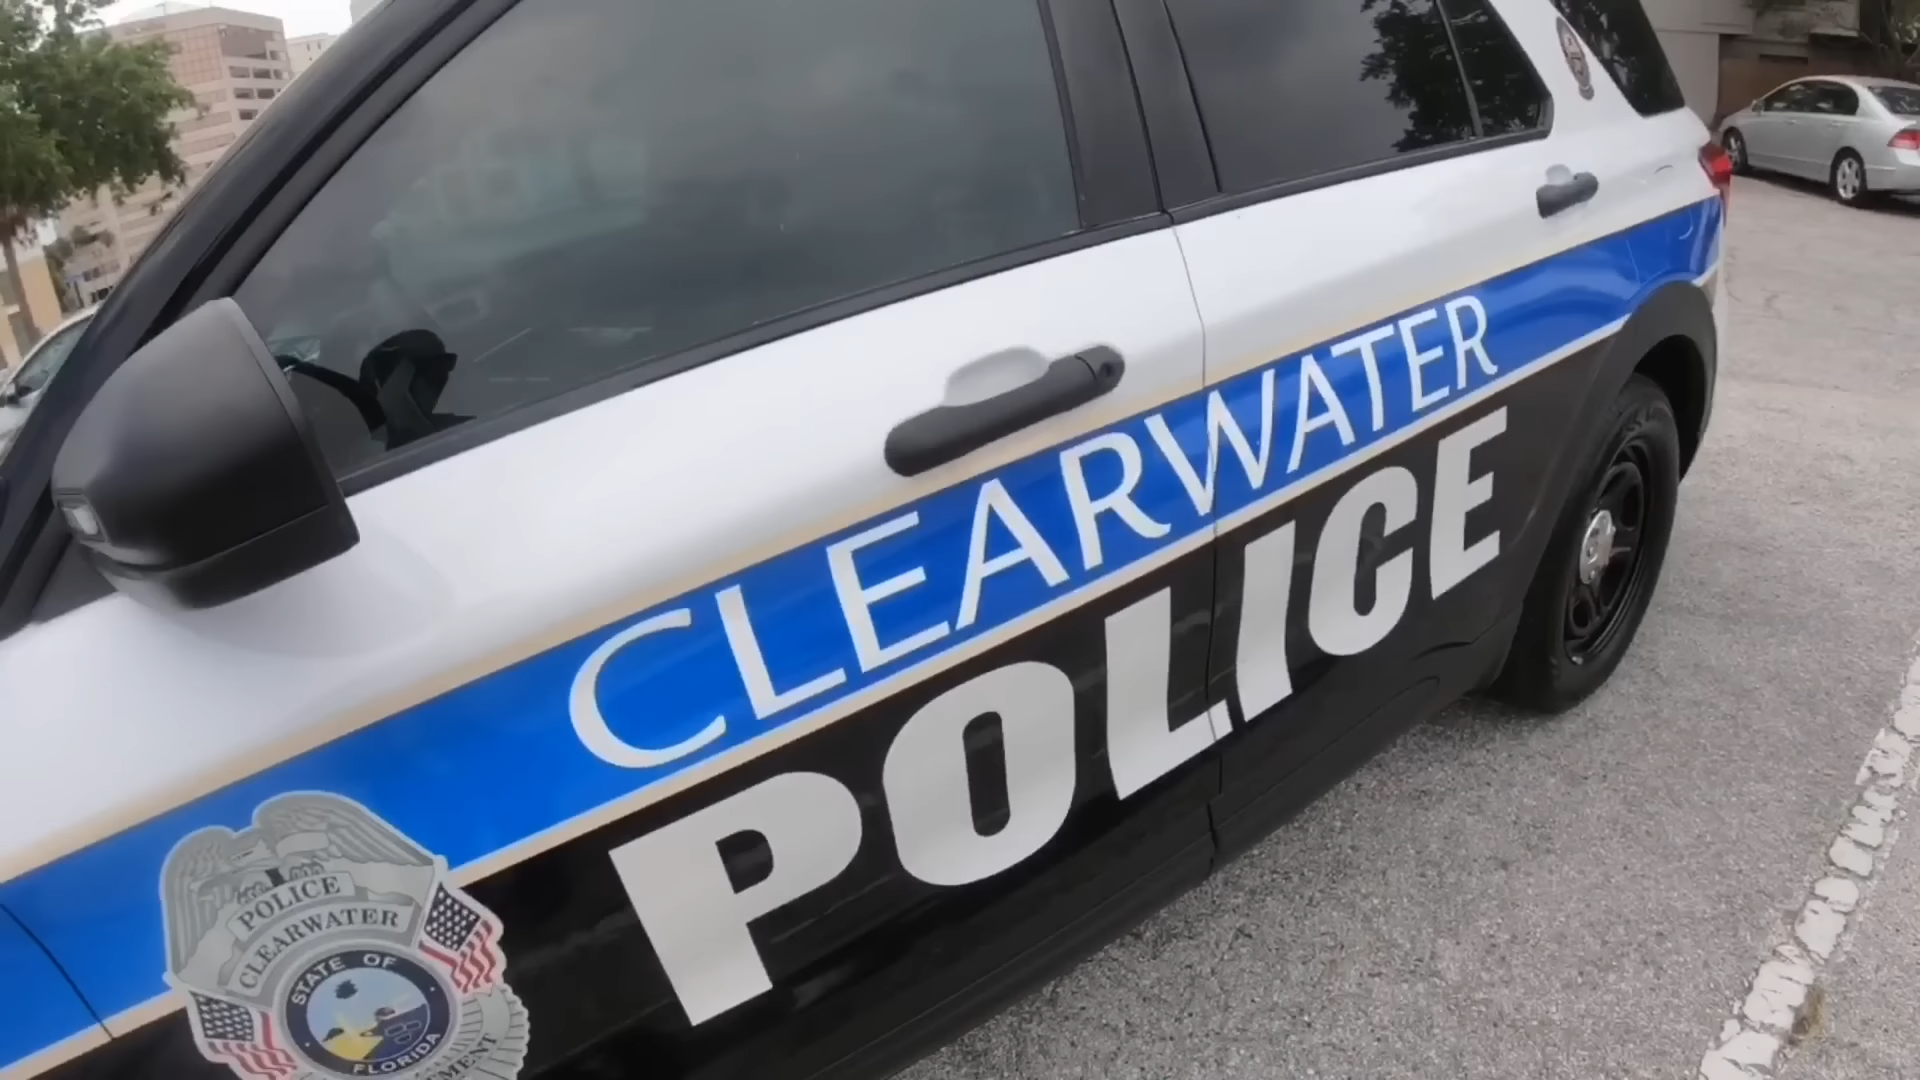 CLEARWATER
POLICE
POLICE
CLEARWATER
STATE OF
FLORIDA